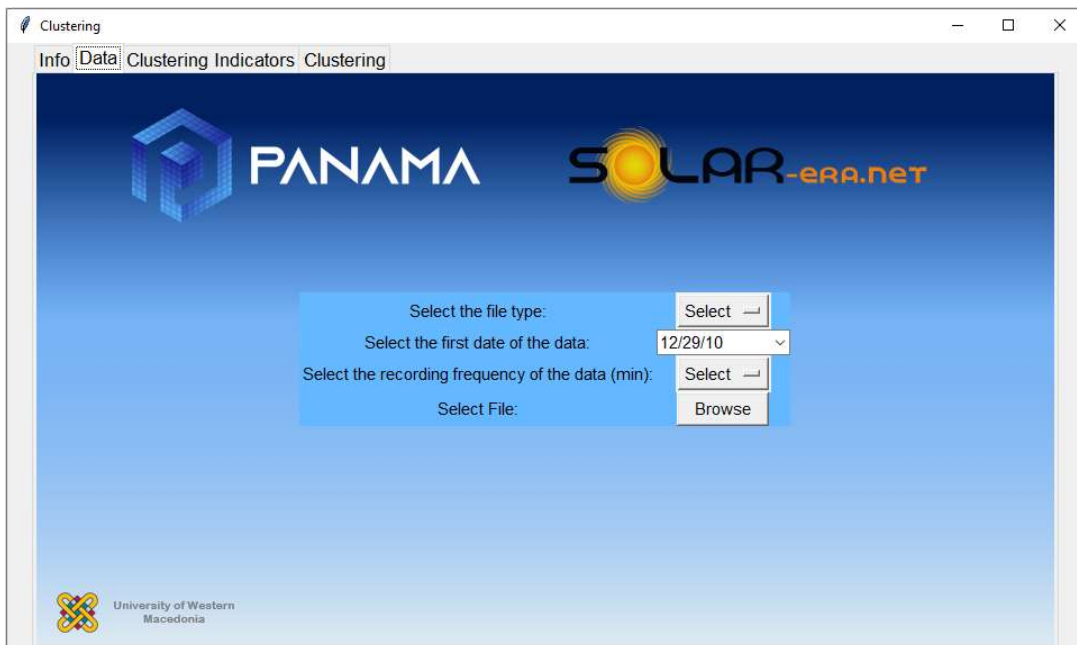 Clustering
Info Data Clustering Indicators Clustering
PANAMA SOLAR-eRA.neT
Select the file type: Select
Select the first date of the data: 12/29/10
Select the recording frequency of the data (min): Select
Select File: Browse
University of Western
Macedonia